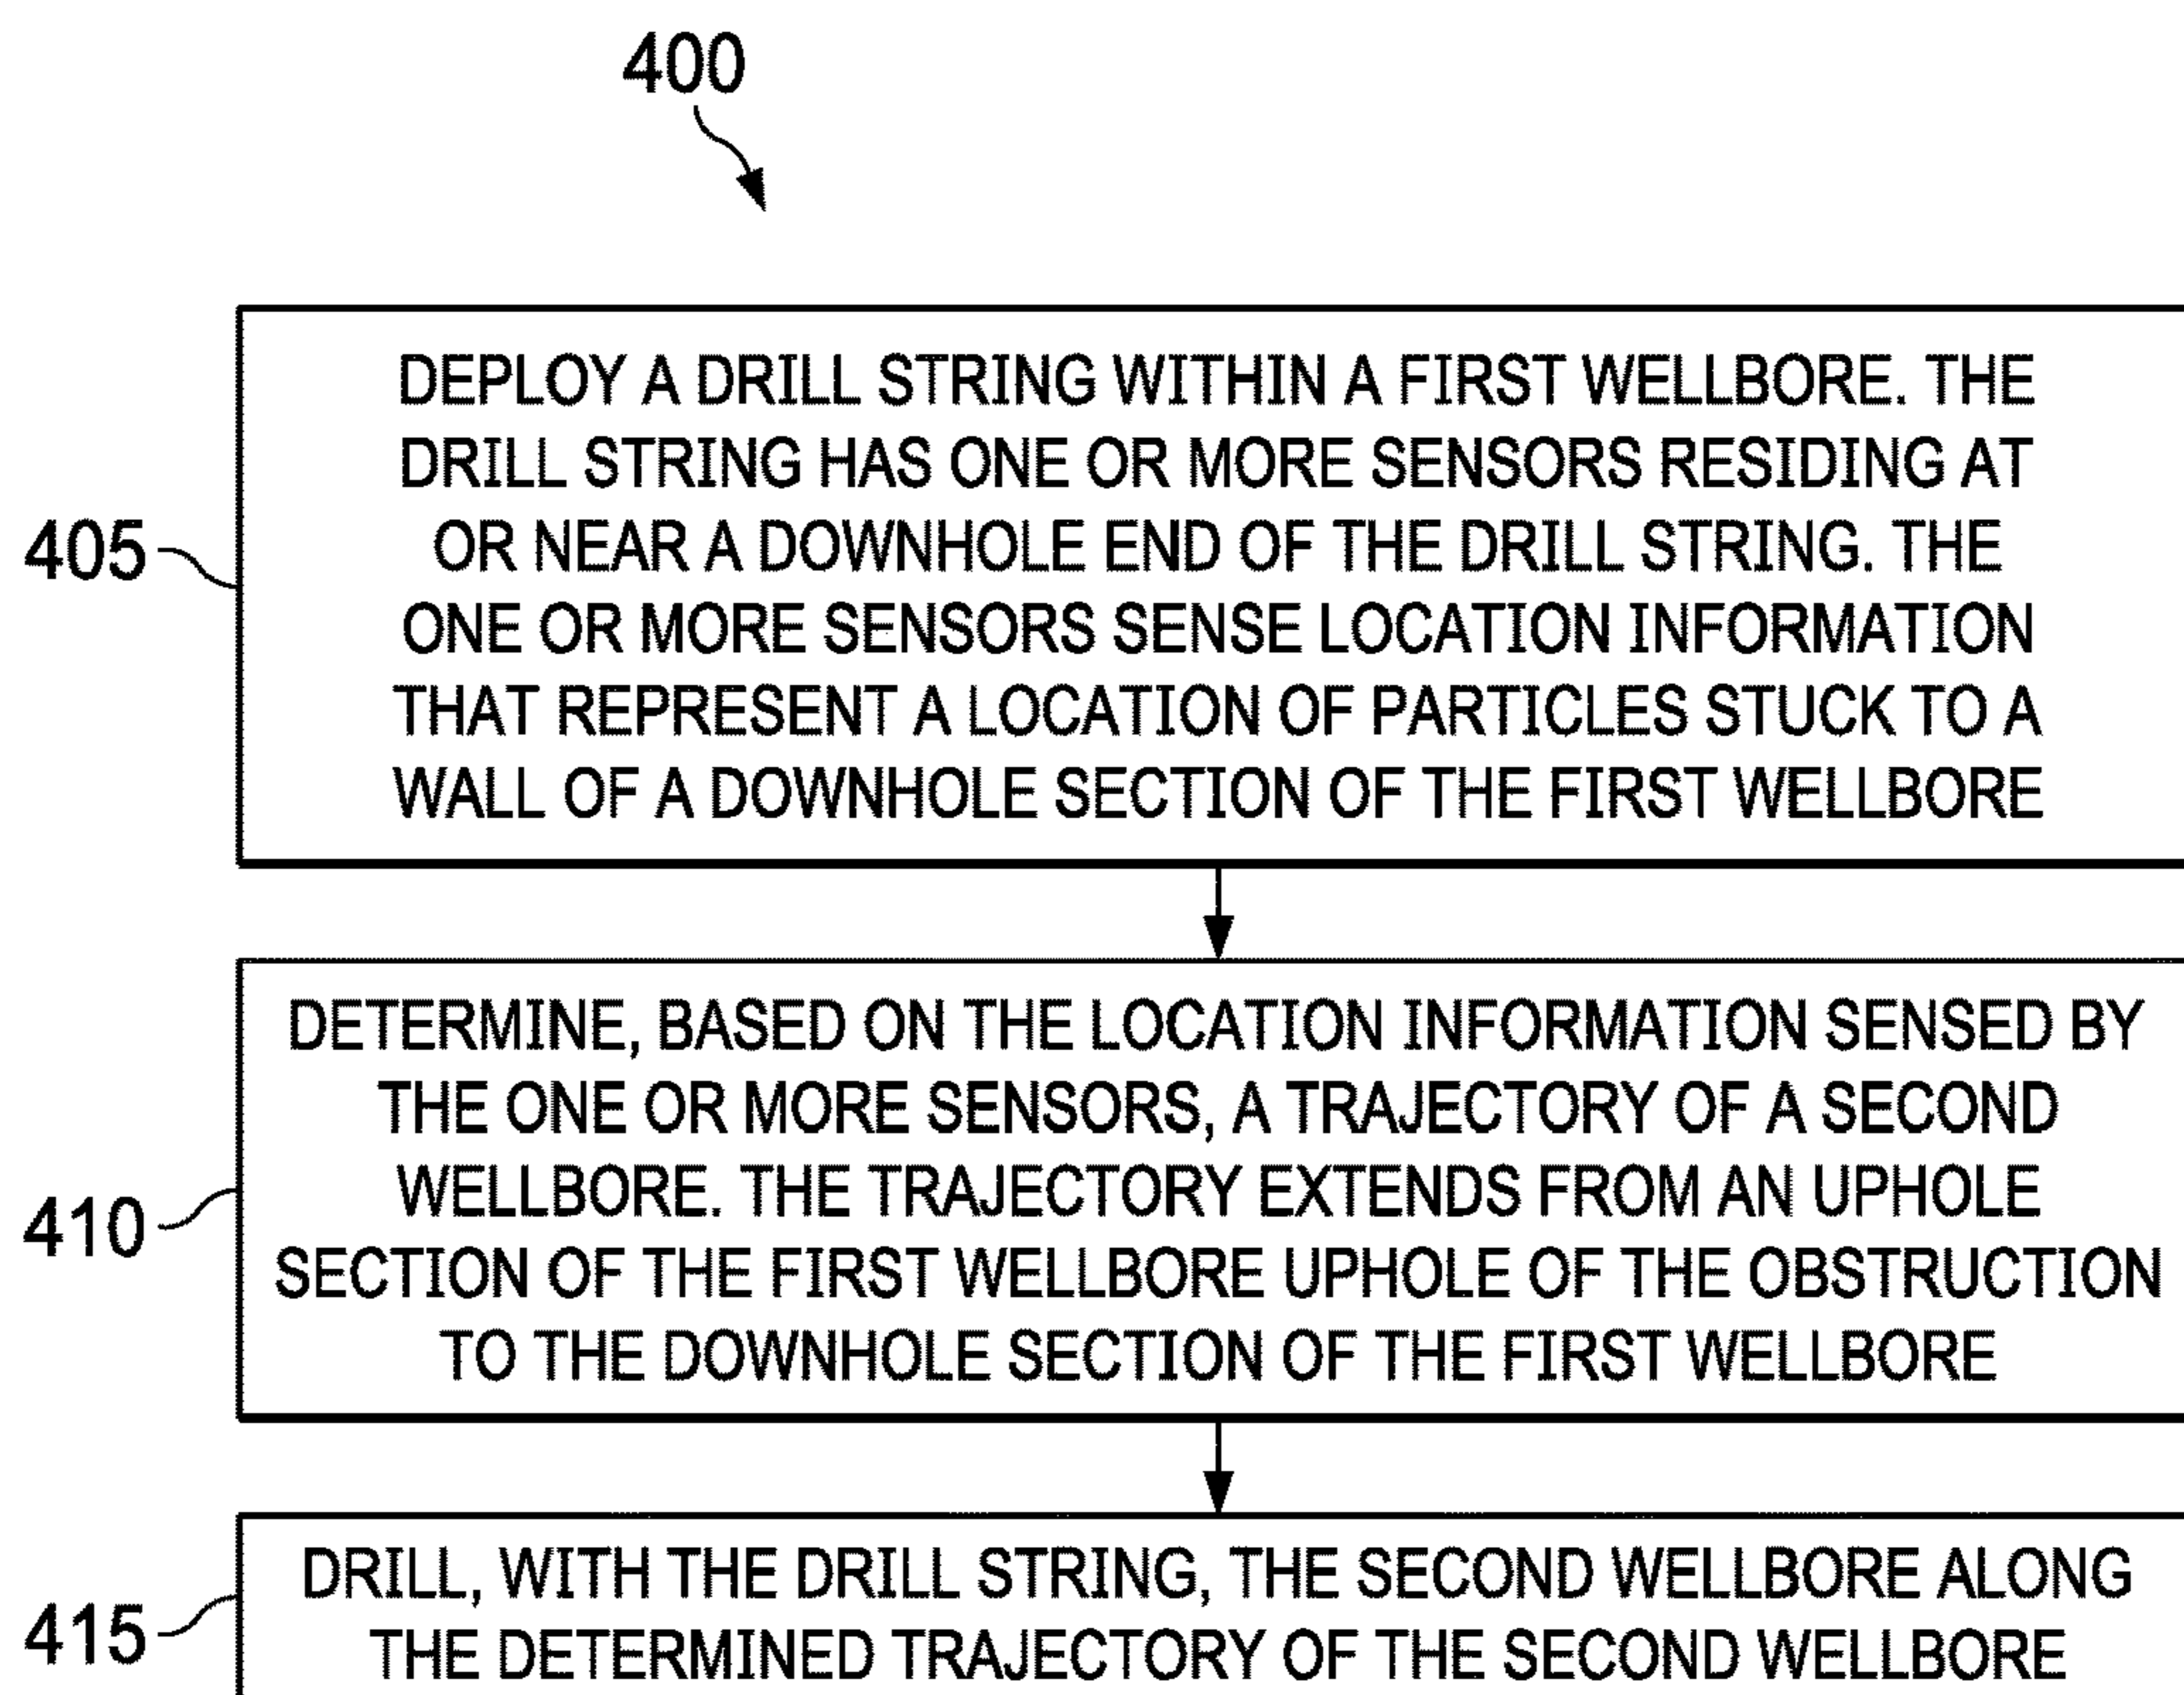 400
DEPLOY A DRILL STRING WITHIN A FIRST WELLBORE. THE
DRILL STRING HAS ONE OR MORE SENSORS RESIDING AT
OR NEAR A DOWNHOLE END OF THE DRILL STRING. THE
405
ONE OR MORE SENSORS SENSE LOCATION INFORMATION
THAT REPRESENT A LOCATION OF PARTICLES STUCK TO A
WALL OF A DOWNHOLE SECTION OF THE FIRST WELLBORE
DETERMINE, BASED ON THE LOCATION INFORMATION SENSED BY
THE ONE OR MORE SENSORS, A TRAJECTORY OF A SECOND
WELLBORE. THE TRAJECTORY EXTENDS FROM AN UPHOLE
410
SECTION OF THE FIRST WELLBORE UPHOLE OF THE OBSTRUCTION
TO THE DOWNHOLE SECTION OF THE FIRST WELLBORE
DRILL, WITH THE DRILL STRING, THE SECOND WELLBORE ALONG
415
THE DETERMINED TRAJECTORY OF THE SECOND WELLBORE